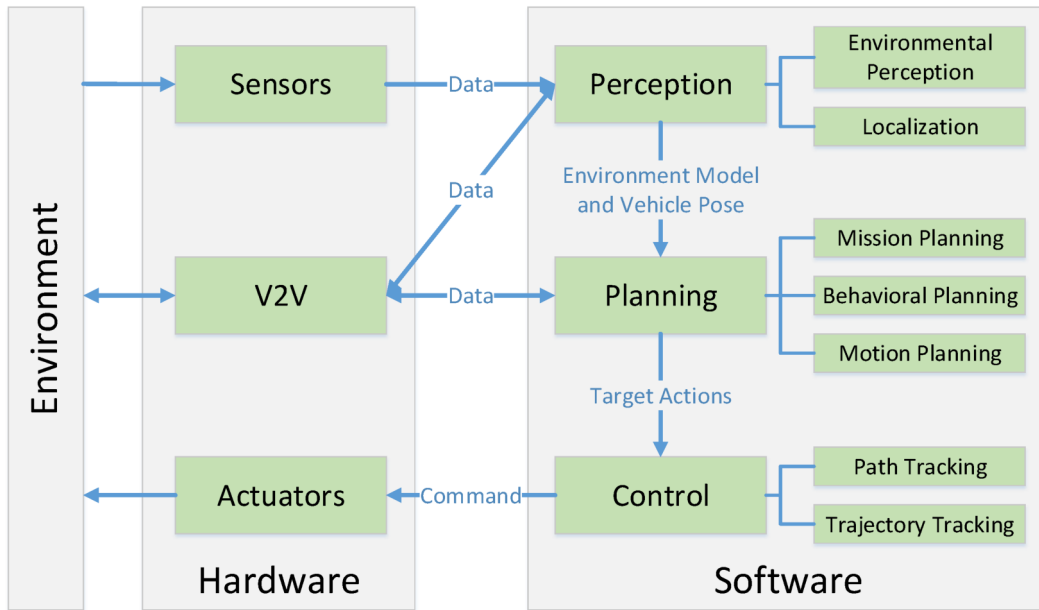 Environment
Sensors
V2V
Actuators
Hardware
Data
Data
Data
Command
Perception
Environment Model
and Vehicle Pose
Planning
Target Actions
Control
Software
Environmental
Perception
Localization
Mission Planning
Behavioral Planning
Motion Planning
Path Tracking
Trajectory Tracking